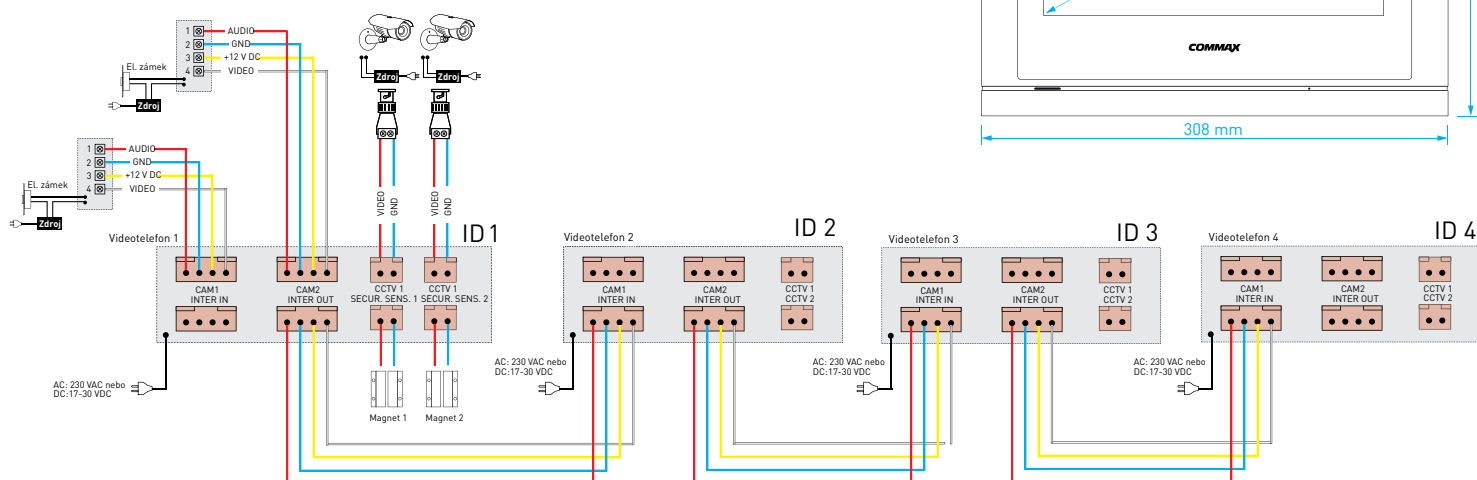 1 AUDIO
2 GND
3 +12 V DC
4 VIDEO
El. zámek
Zdroj
1 AUDIO
2 GND
3 +12 V DC
4 VIDEO
El. zámek
Zdroj
Zdroj
Zdroj
VIDEO
GND
VIDEO
GND
COMMAX
308 mm
Videotelefon 1
ID 1
CAM1
INTER IN
CAM2
INTER OUT
CCTV 1
SECUR. SENS. 1
CCTV 1
SECUR. SENS. 2
AC: 230 VAC nebo
DC:17-30 VDC
Magnet 1
Magnet 2
Videotelefon 2
ID 2
CAM1
INTER IN
CAM2
INTER OUT
CCTV 1
CCTV 2
AC: 230 VAC nebo
DC:17-30 VDC
Videotelefon 3
ID 3
CAM1
INTER IN
CAM2
INTER OUT
CCTV 1
CCTV 2
AC: 230 VAC nebo
DC:17-30 VDC
Videotelefon 4
ID 4
CAM1
INTER IN
CAM2
INTER OUT
CCTV 1
CCTV 2
AC: 230 VAC nebo
DC:17-30 VDC